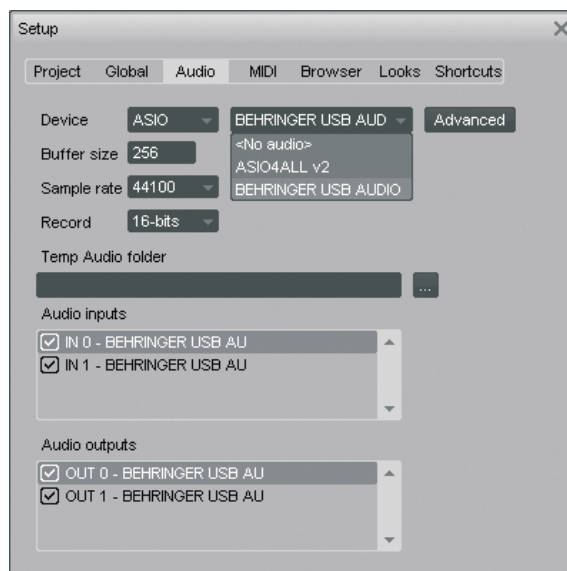 Setup
Project Global Audio MIDI Browser Looks Shortcuts
Device ASIO BEHRINGER USB AUD Advanced
<No audio>
Buffer size 256
ASIO4ALL v2
Sample rate 44100 BEHRINGER USB AUDIO
Record 16-bits
Temp Audio folder
...
Audio inputs
IN 0 - BEHRINGER USB AU
IN 1 - BEHRINGER USB AU
Audio outputs
OUT 0 - BEHRINGER USB AU
OUT 1 - BEHRINGER USB AU